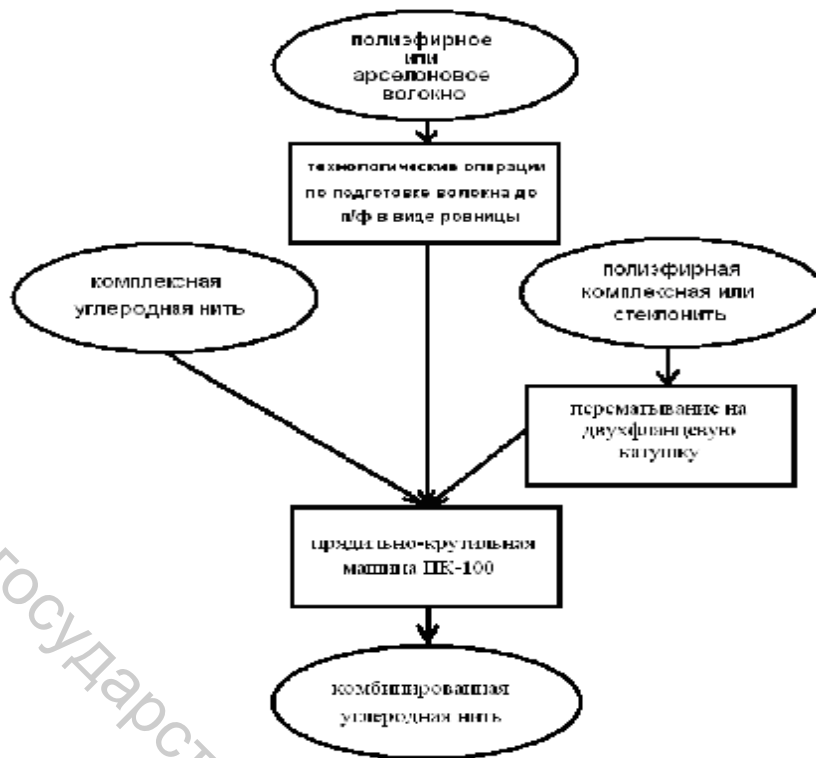 полиэфирное
или
арселоновое
волокно
технологические операции
по подготовке волокна до
п/ф в виде ровницы
комплексная
углеродная нить
полиэфирная
комплексная или
стеклонить
перематывание на
двухфланцевую
катушку
прядильно-крутильная
машина ПК-100
комбинированная
углеродная нить
государст